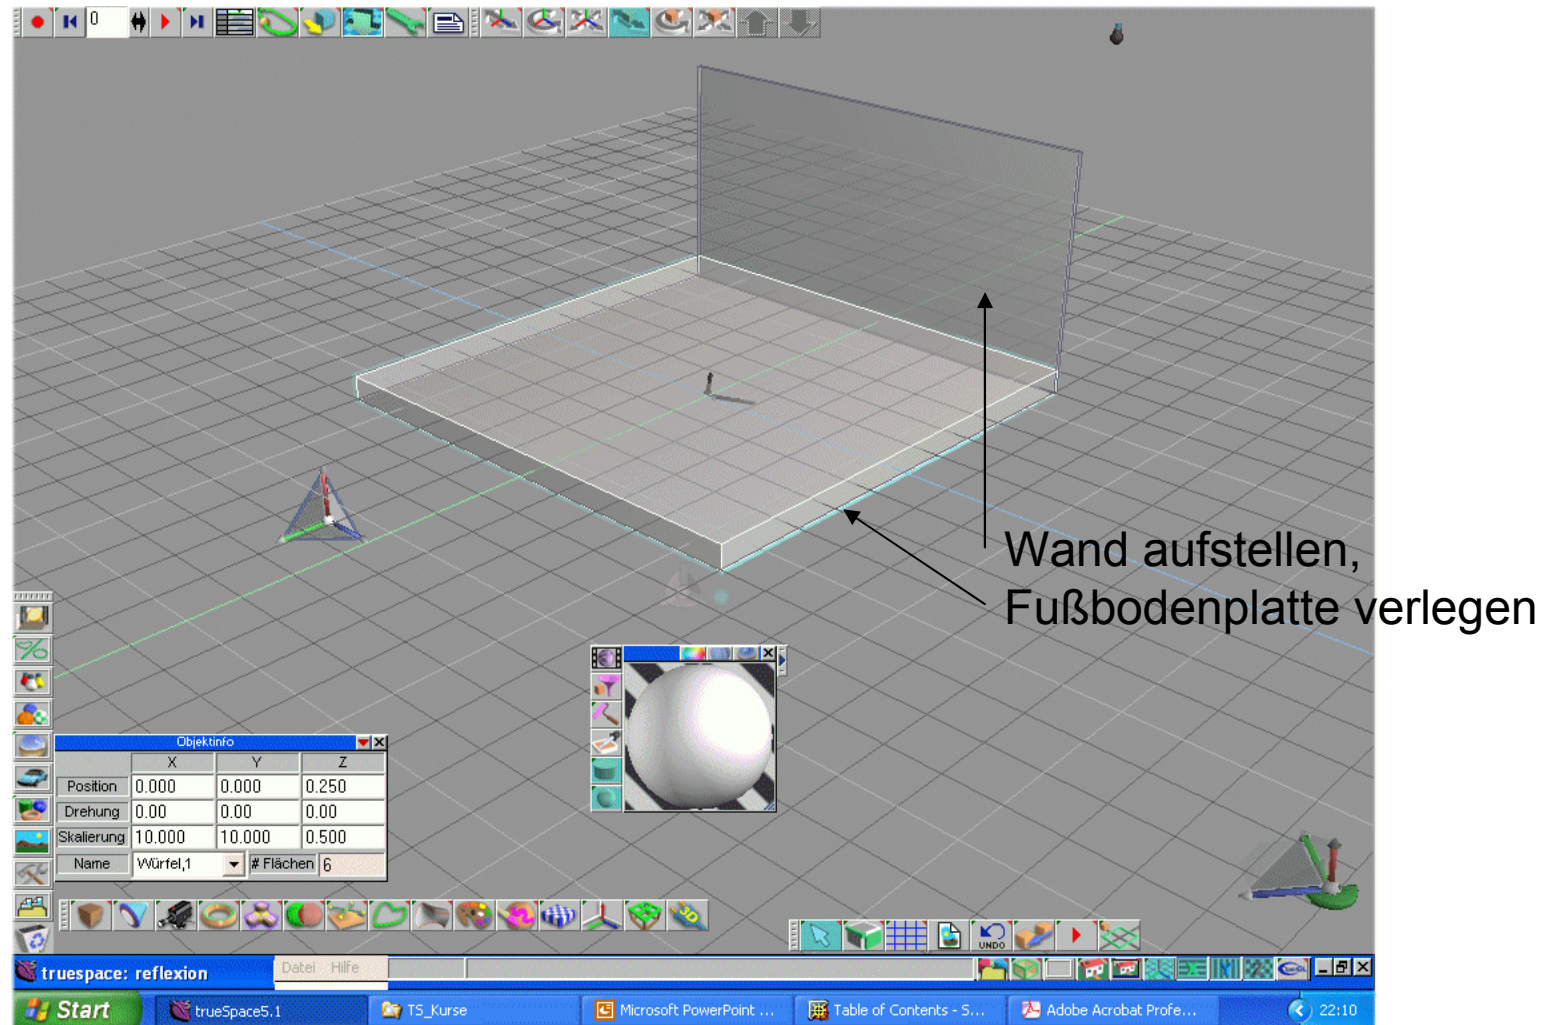 0
Wand aufstellen,
Fußbodenplatte verlegen
Objektinfo
X Y Z
Position 0.000 0.000 0.250
Drehung 0.00 0.00 0.00
Skalierung 10.000 10.000 0.500
Name Würfel,1 # Flächen 6
3D
UNDO
truespace: reflexion Datei Hilfe
Start trueSpace5.1 TS_Kurse Microsoft PowerPoint ... Table of Contents - S... Adobe Acrobat Profe... 22:10